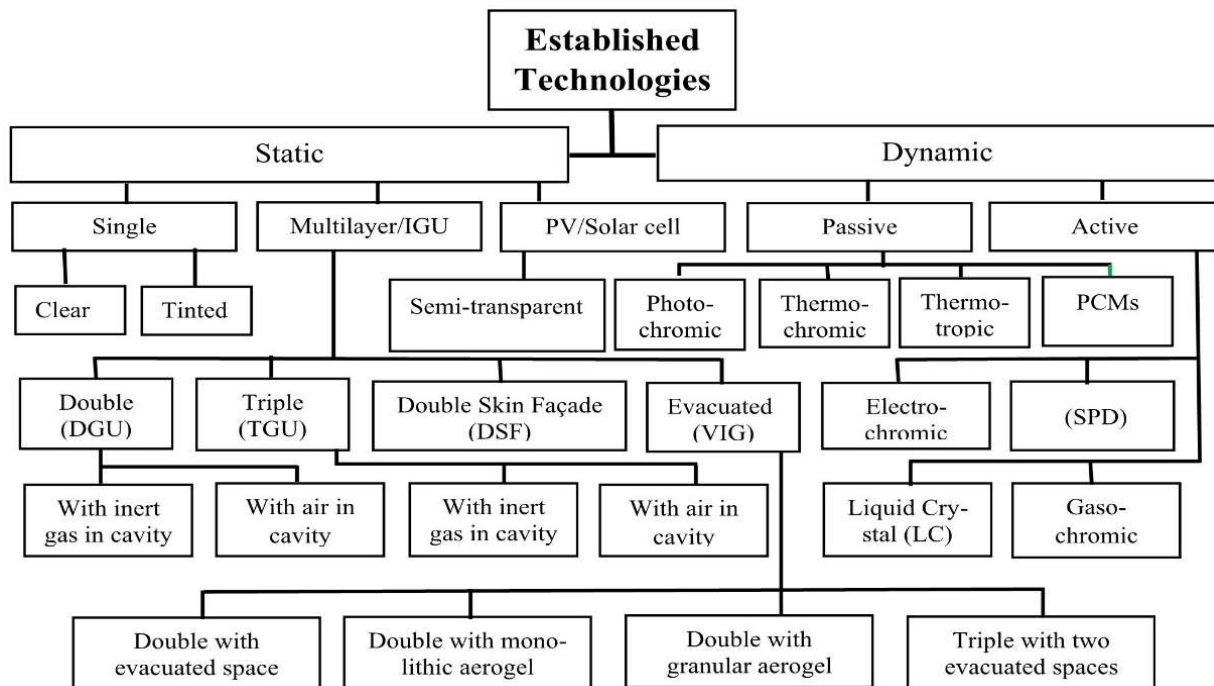 Established
Technologies
Static
Dynamic
Single
Multilayer/IGU
PV/Solar cell
Passive
Active
Clear
Tinted
Semi-transparent
Photo-
chromic
Thermo-
chromic
Thermo-
tropic
PCMs
Double
(DGU)
Triple
(TGU)
Double Skin Façade
(DSF)
Evacuated
(VIG)
Electro-
chromic
(SPD)
With inert
gas in cavity
With air in
cavity
With inert
gas in cavity
With air in
cavity
Liquid Cry-
stal (LC)
Gaso-
chromic
Double with
evacuated space
Double with mono-
lithic aerogel
Double with
granular aerogel
Triple with two
evacuated spaces